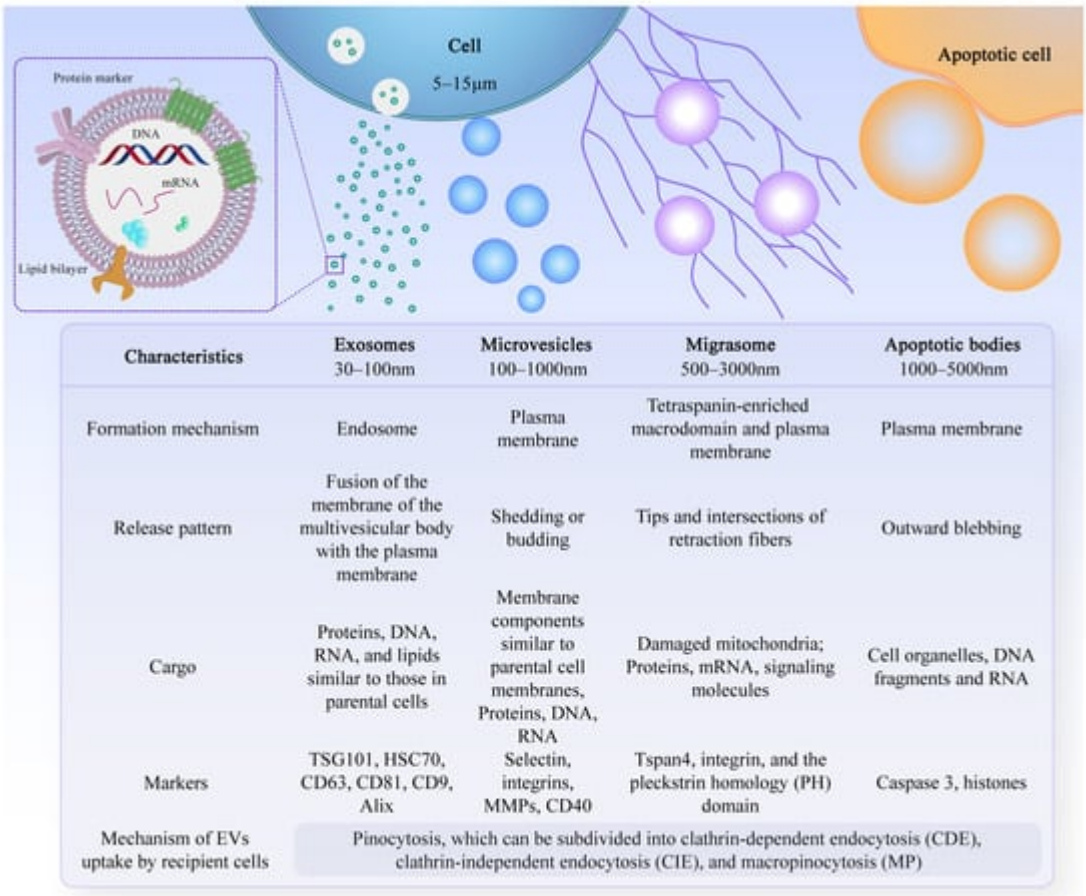 Cell
5–15μm
Apoptotic cell
Protein marker
DNA
mRNA
Lipid bilayer
Characteristics
Exosomes
30–100nm
Microvesicles
100–1000nm
Migrasome
500–3000nm
Apoptotic bodies
1000–5000nm
Formation mechanism
Endosome
Plasma
membrane
Tetraspanin-enriched
macrodomain and plasma
membrane
Plasma membrane
Release pattern
Fusion of the
membrane of the
multivesicular body
with the plasma
membrane
Shedding or
budding
Tips and intersections of
retraction fibers
Outward blebbing
Cargo
Proteins, DNA,
RNA, and lipids
similar to those in
parental cells
Membrane
components
similar to
parental cell
membranes,
Proteins, DNA,
RNA
Damaged mitochondria;
Proteins, mRNA, signaling
molecules
Cell organelles, DNA
fragments and RNA
Markers
TSG101, HSC70,
CD63, CD81, CD9,
Alix
Selectin,
integrins,
MMPs, CD40
Tspan4, integrin, and the
pleckstrin homology (PH)
domain
Caspase 3, histones
Mechanism of EVs
uptake by recipient cells
Pinocytosis, which can be subdivided into clathrin-dependent endocytosis (CDE),
clathrin-independent endocytosis (CIE), and macropinocytosis (MP)